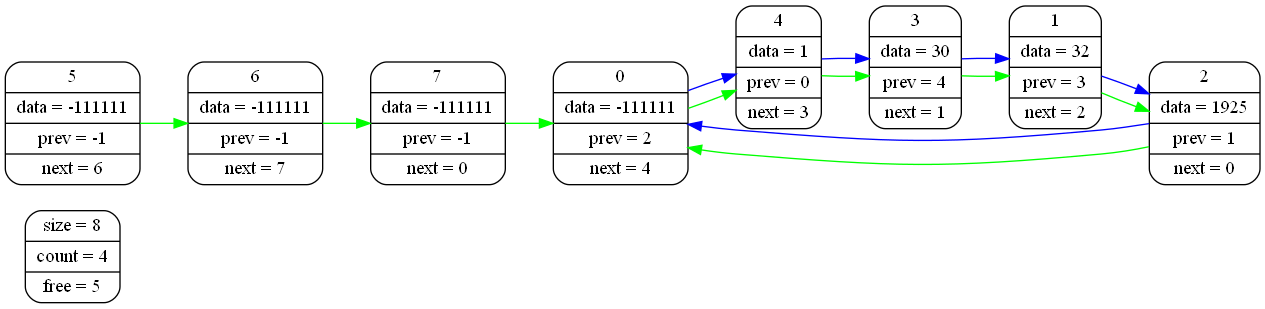 5
data = -111111
prev = -1
next = 6
6
data = -111111
prev = -1
next = 7
7
data = -111111
prev = -1
next = 0
0
data = -111111
prev = 2
next = 4
4
data = 1
prev = 0
next = 3
3
data = 30
prev = 4
next = 1
1
data = 32
prev = 3
next = 2
2
data = 1925
prev = 1
next = 0
size = 8
count = 4
free = 5